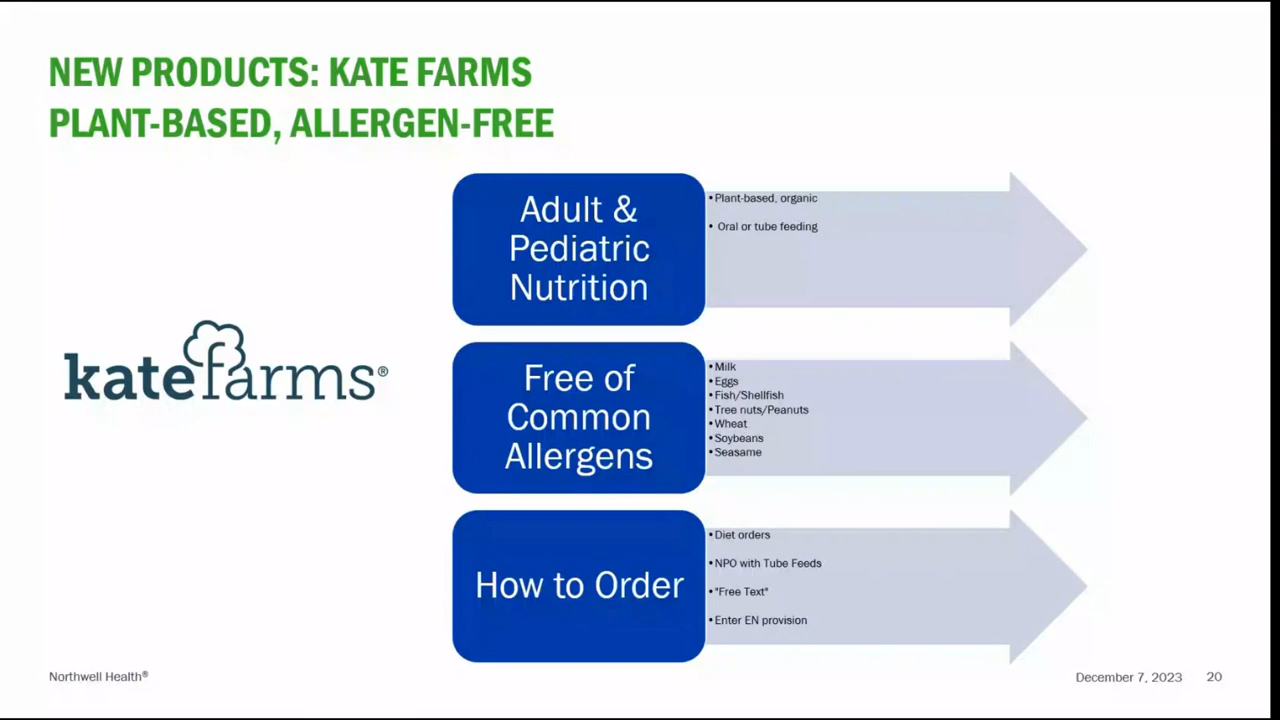 NEW PRODUCTS: KATE FARMS
PLANT-BASED, ALLERGEN-FREE
katefarms®
Adult &
Pediatric
Nutrition
•Plant-based, organic
• Oral or tube feeding
Free of
Common
Allergens
•Milk
•Eggs
•Fish/Shellfish
•Tree nuts/Peanuts
•Wheat
•Soybeans
•Seasame
How to Order
•Diet orders
•NPO with Tube Feeds
•"Free Text"
•Enter EN provision
Northwell Health®
December 7, 2023 20